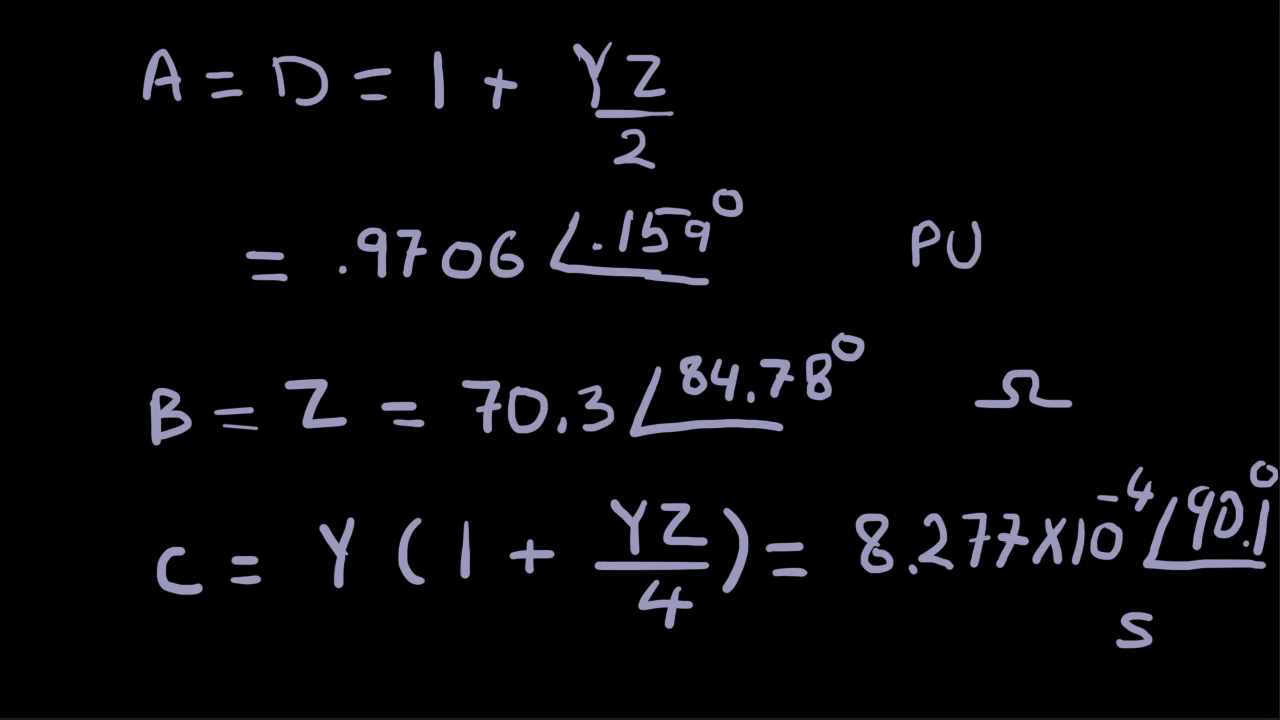 A = D = 1 + YZ/2
= .9706 ∠.159° PU
B = Z = 70.3 ∠84.78° Ω
C = Y (1 + YZ/4) = 8.277 × 10⁻⁴ ∠90.1°
S